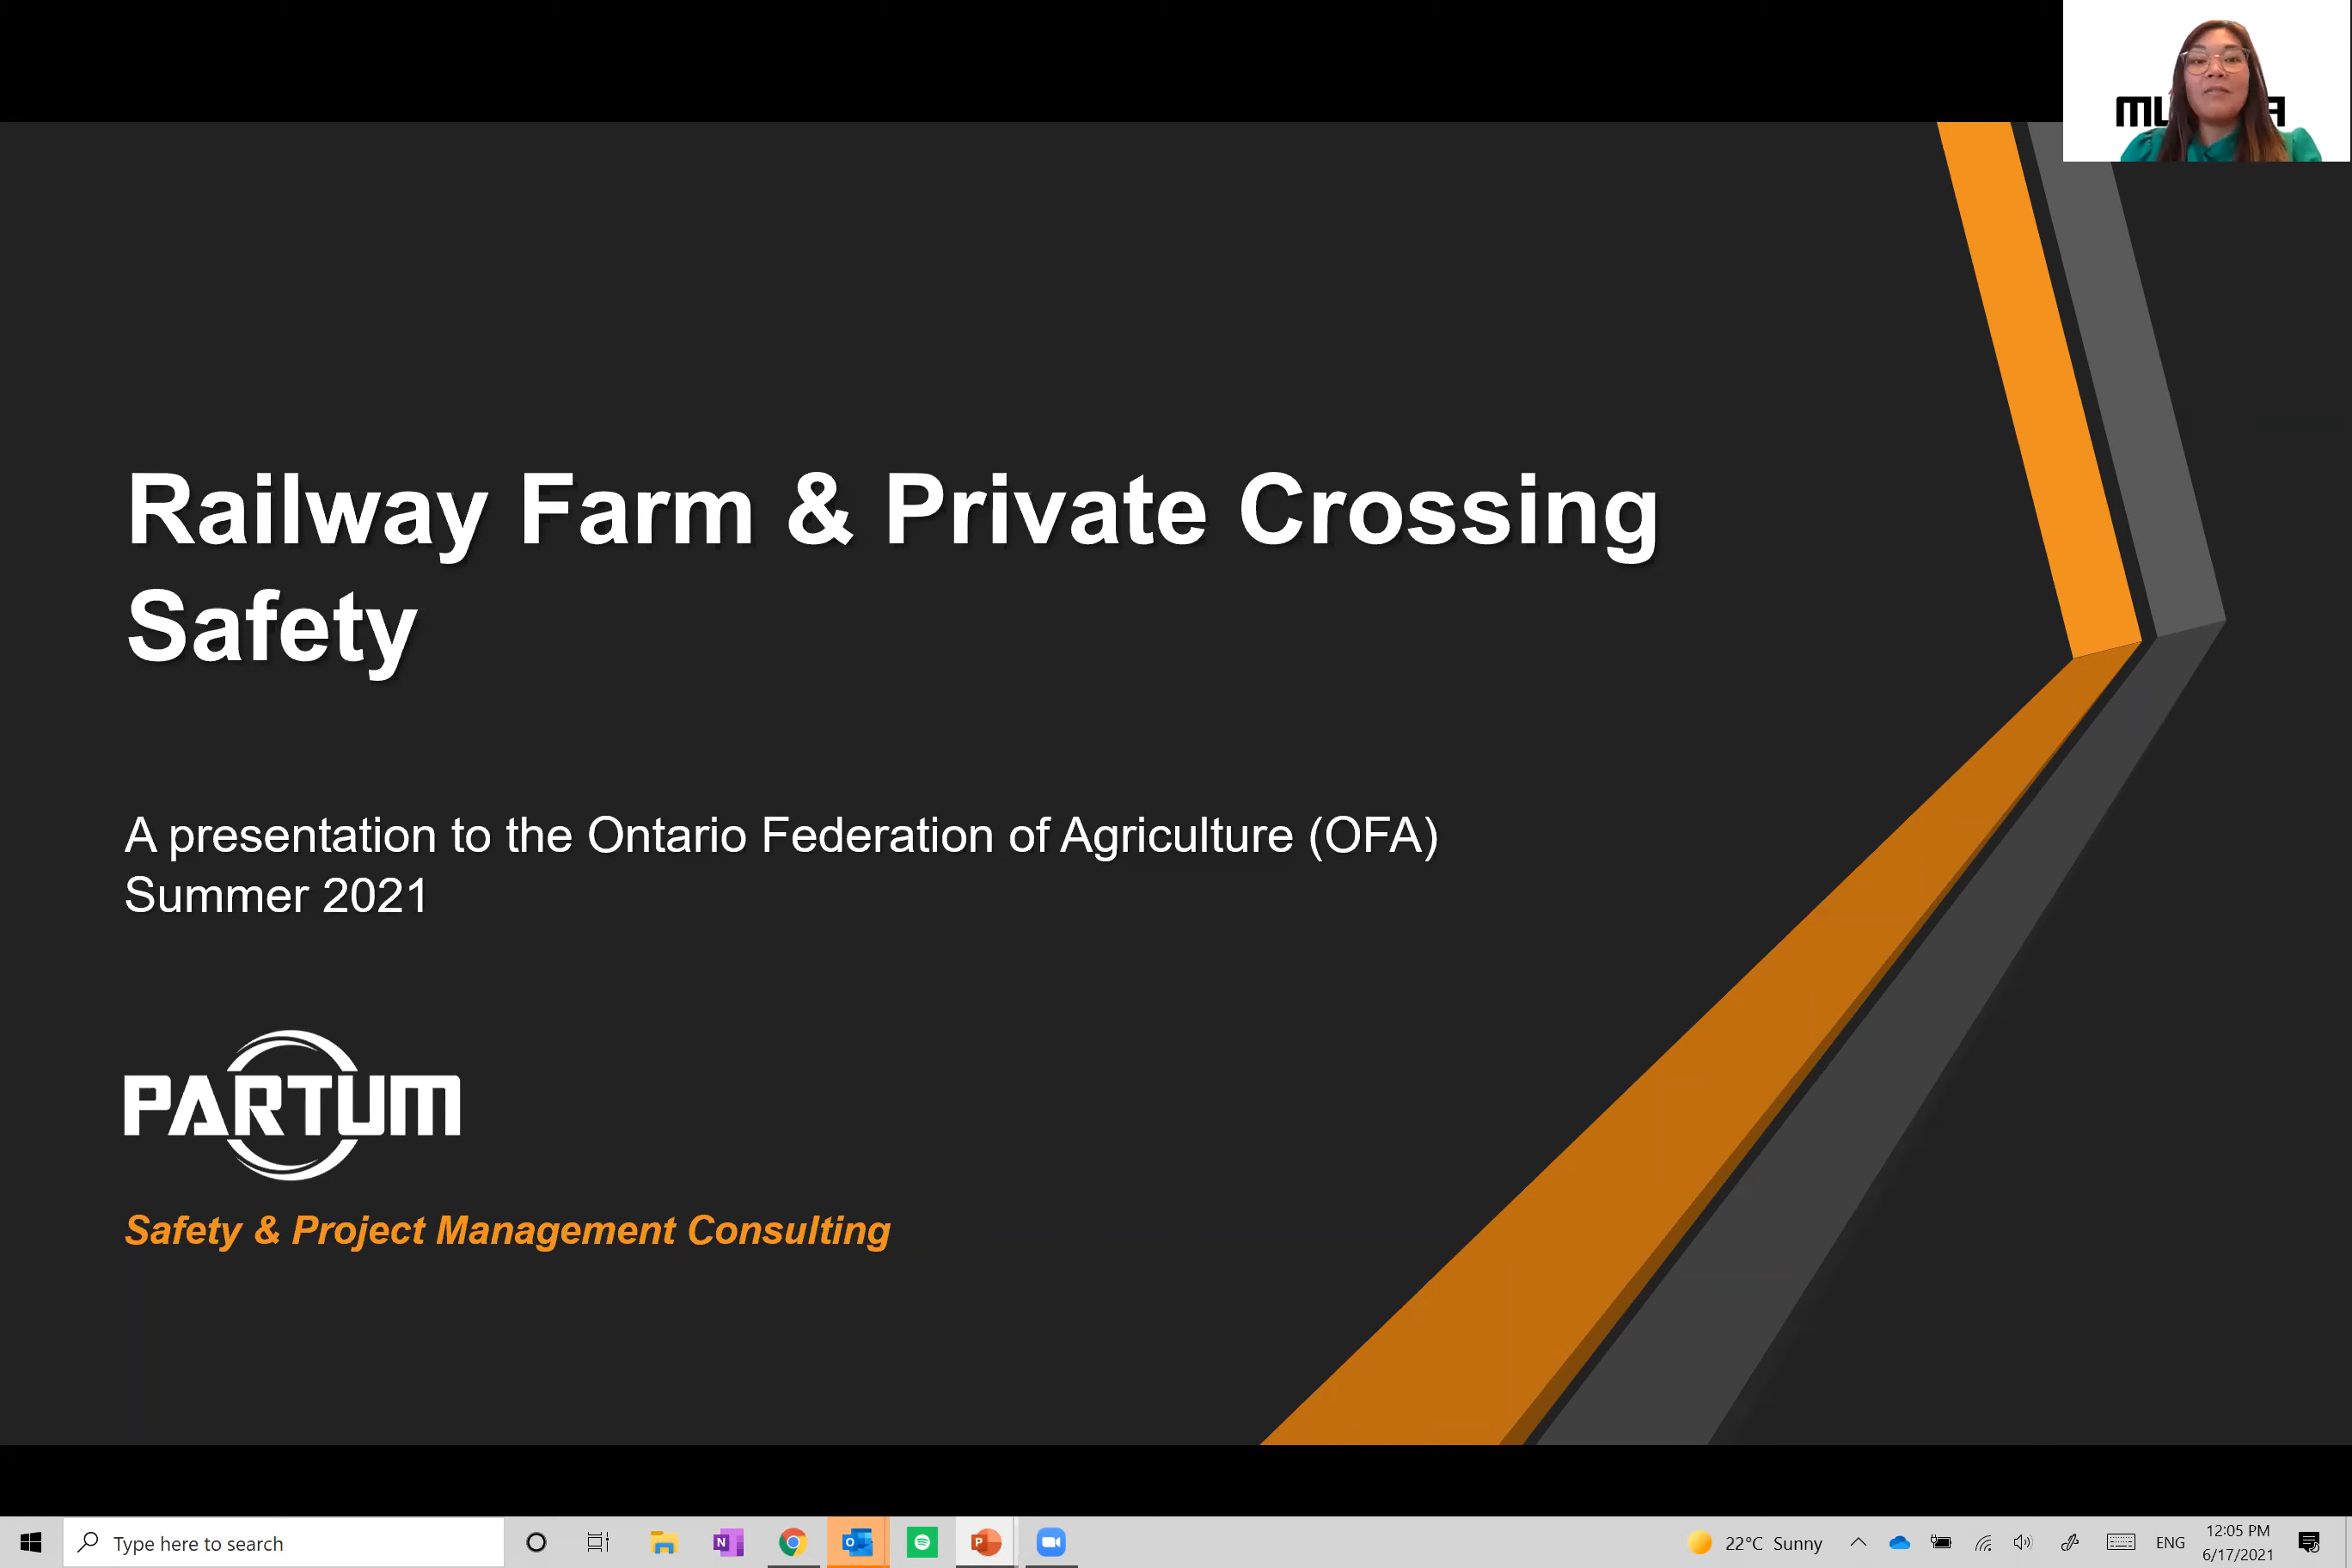 Railway Farm & Private Crossing
Safety
A presentation to the Ontario Federation of Agriculture (OFA)
Summer 2021
PARTUM
Safety & Project Management Consulting
Type here to search
22°C Sunny
ENG
12:05 PM
6/17/2021